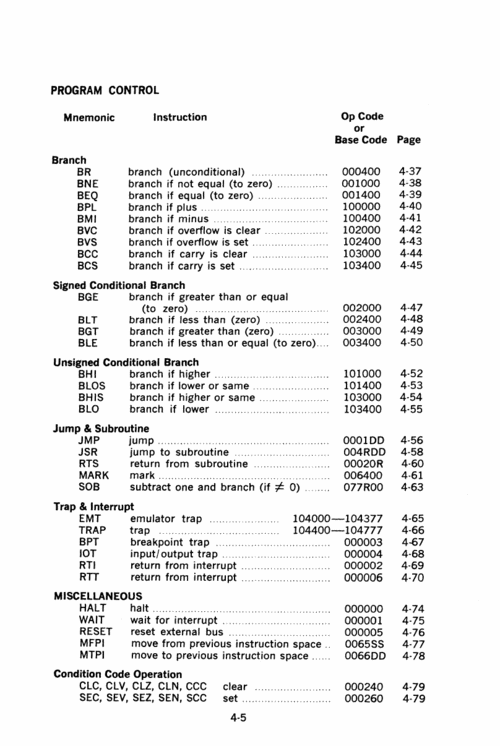 PROGRAM CONTROL
Mnemonic Instruction Op Code
or
Base Code Page
Branch
BR branch (unconditional) ........................ 000400 4-37
BNE branch if not equal (to zero) ................ 001000 4-38
BEQ branch if equal (to zero) ...................... 001400 4-39
BPL branch if plus ........................................ 100000 4-40
BMI branch if minus .................................... 100400 4-41
BVC branch if overflow is clear .................... 102000 4-42
BVS branch if overflow is set ........................ 102400 4-43
BCC branch if carry is clear ........................ 103000 4-44
BCS branch if carry is set ............................ 103400 4-45
Signed Conditional Branch
BGE branch if greater than or equal
(to zero) .......................................... 002000 4-47
BLT branch if less than (zero) .................... 002400 4-48
BGT branch if greater than (zero) ................ 003000 4-49
BLE branch if less than or equal (to zero).... 003400 4-50
Unsigned Conditional Branch
BHI branch if higher .................................... 101000 4-52
BLOS branch if lower or same ........................ 101400 4-53
BHIS branch if higher or same ...................... 103000 4-54
BLO branch if lower .................................... 103400 4-55
Jump & Subroutine
JMP jump ...................................................... 0001DD 4-56
JSR jump to subroutine .............................. 004RDD 4-58
RTS return from subroutine ........................ 00020R 4-60
MARK mark ...................................................... 006400 4-61
SOB subtract one and branch (if ≠ 0) ........ 077R00 4-63
Trap & Interrupt
EMT emulator trap ...................... 104000—104377 4-65
TRAP trap ...................................... 104400—104777 4-66
BPT breakpoint trap .................................... 000003 4-67
IOT input/output trap .................................. 000004 4-68
RTI return from interrupt ............................ 000002 4-69
RTT return from interrupt ............................ 000006 4-70
MISCELLANEOUS
HALT halt ........................................................ 000000 4-74
WAIT wait for interrupt .................................. 000001 4-75
RESET reset external bus ................................ 000005 4-76
MFPI move from previous instruction space .. 0065SS 4-77
MTPI move to previous instruction space ...... 0066DD 4-78
Condition Code Operation
CLC, CLV, CLZ, CLN, CCC clear ........................ 000240 4-79
SEC, SEV, SEZ, SEN, SCC set ............................ 000260 4-79
4-5